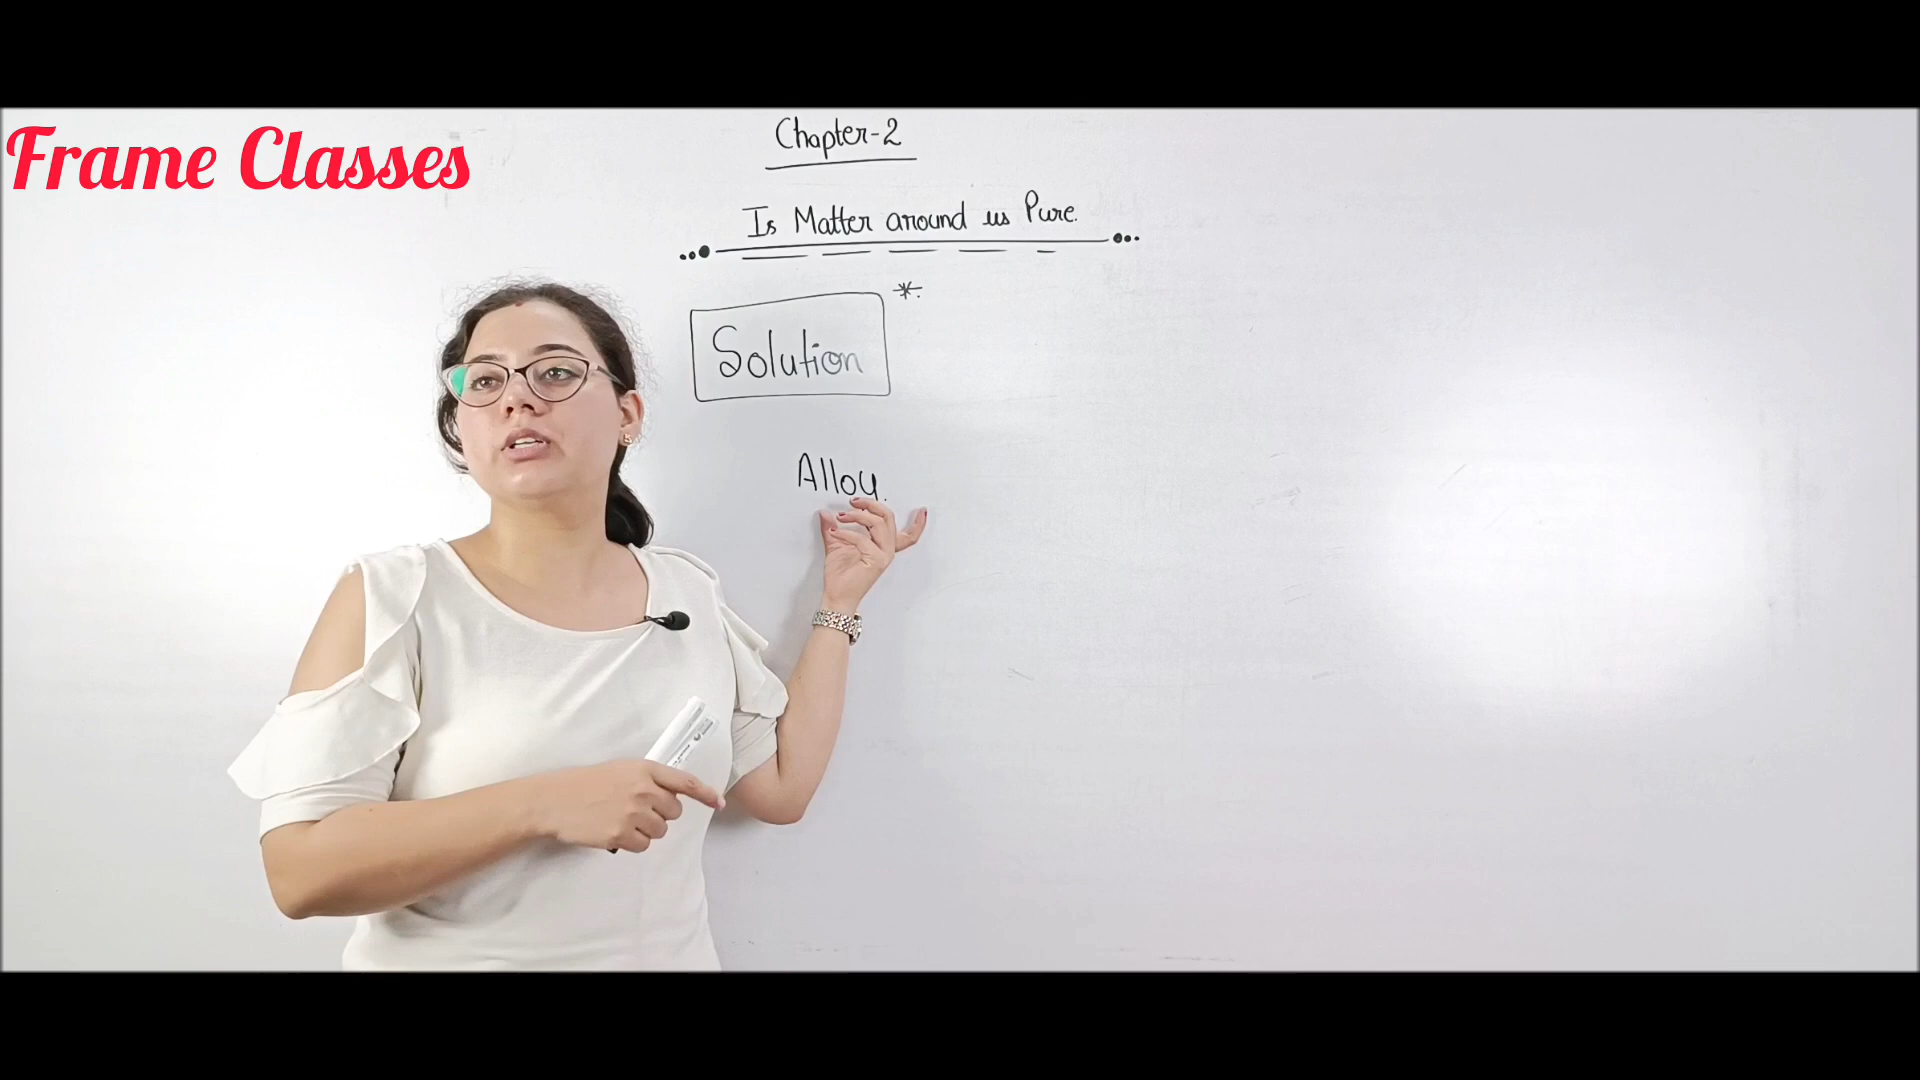 Frame Classes
Chapter-2
Is Matter around us Pure.
*.
Solution
Alloy.